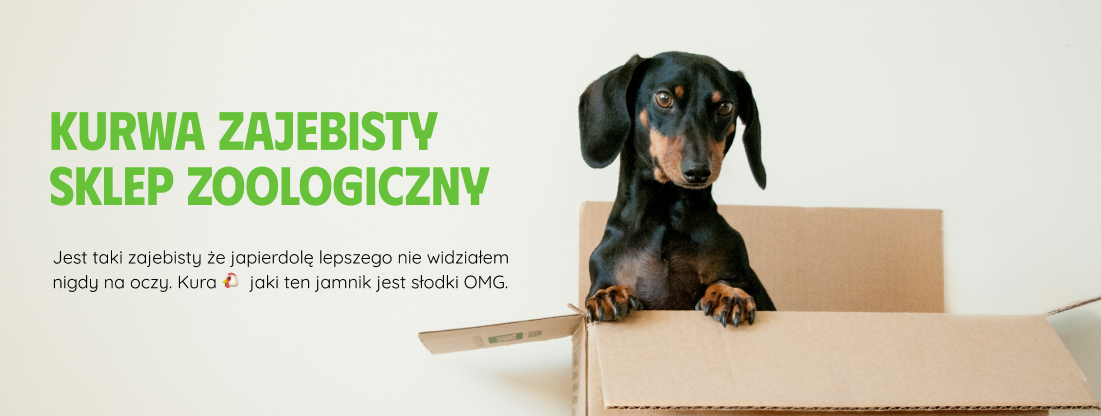 KURWA ZAJEBISTY
SKLEP ZOOLOGICZNY
Jest taki zajebisty że japierdolę lepszego nie widziałem
nigdy na oczy. Kura 🐔 jaki ten jamnik jest słodki OMG.